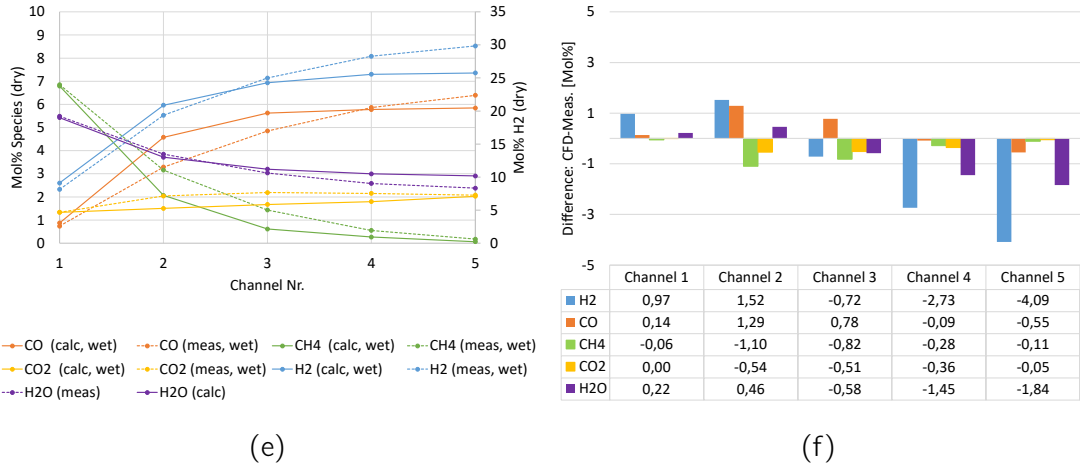 10
9
8
7
6
5
4
3
2
1
0
Mol% Species (dry)
35
30
25
20
15
10
5
0
Mol% H2 (dry)
1 2 3 4 5
Channel Nr.
CO (calc, wet) CO (meas, wet) CH4 (calc, wet) CH4 (meas, wet)
CO2 (calc, wet) CO2 (meas, wet) H2 (calc, wet) H2 (meas, wet)
H2O (meas) H2O (calc)
(e)
5
3
1
-1
-3
-5
Difference: CFD-Meas. [Mol%]
Channel 1 Channel 2 Channel 3 Channel 4 Channel 5
H2 0,97 1,52 -0,72 -2,73 -4,09
CO 0,14 1,29 0,78 -0,09 -0,55
CH4 -0,06 -1,10 -0,82 -0,28 -0,11
CO2 0,00 -0,54 -0,51 -0,36 -0,05
H2O 0,22 0,46 -0,58 -1,45 -1,84
(f)